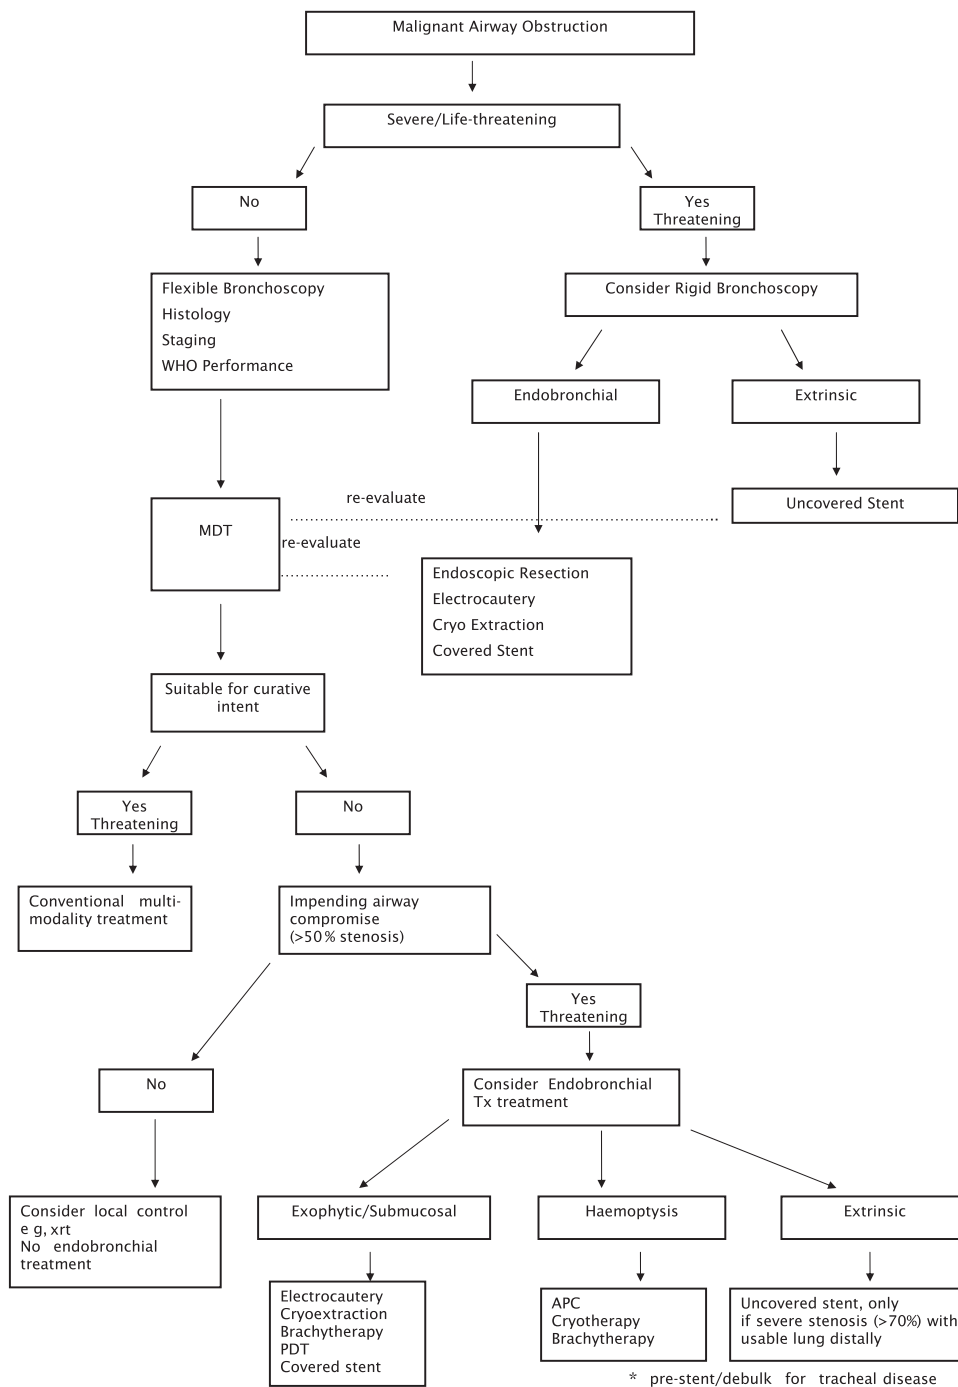 Malignant Airway Obstruction
Severe/Life-threatening
No
Yes
Threatening
Flexible Bronchoscopy
Histology
Staging
WHO Performance
Consider Rigid Bronchoscopy
Endobronchial
Extrinsic
Uncovered Stent
re-evaluate
MDT
re-evaluate
Endoscopic Resection
Electrocautery
Cryo Extraction
Covered Stent
Suitable for curative
intent
Yes
Threatening
No
Conventional multi-
modality treatment
Impending airway
compromise
(>50% stenosis)
Yes
Threatening
No
Consider Endobronchial
Tx treatment
Consider local control
e g, xrt
No endobronchial
treatment
Exophytic/Submucosal
Haemoptysis
Extrinsic
Electrocautery
Cryoextraction
Brachytherapy
PDT
Covered stent
APC
Cryotherapy
Brachytherapy
Uncovered stent, only
if severe stenosis (>70%) with
usable lung distally
* pre-stent/debulk for tracheal disease